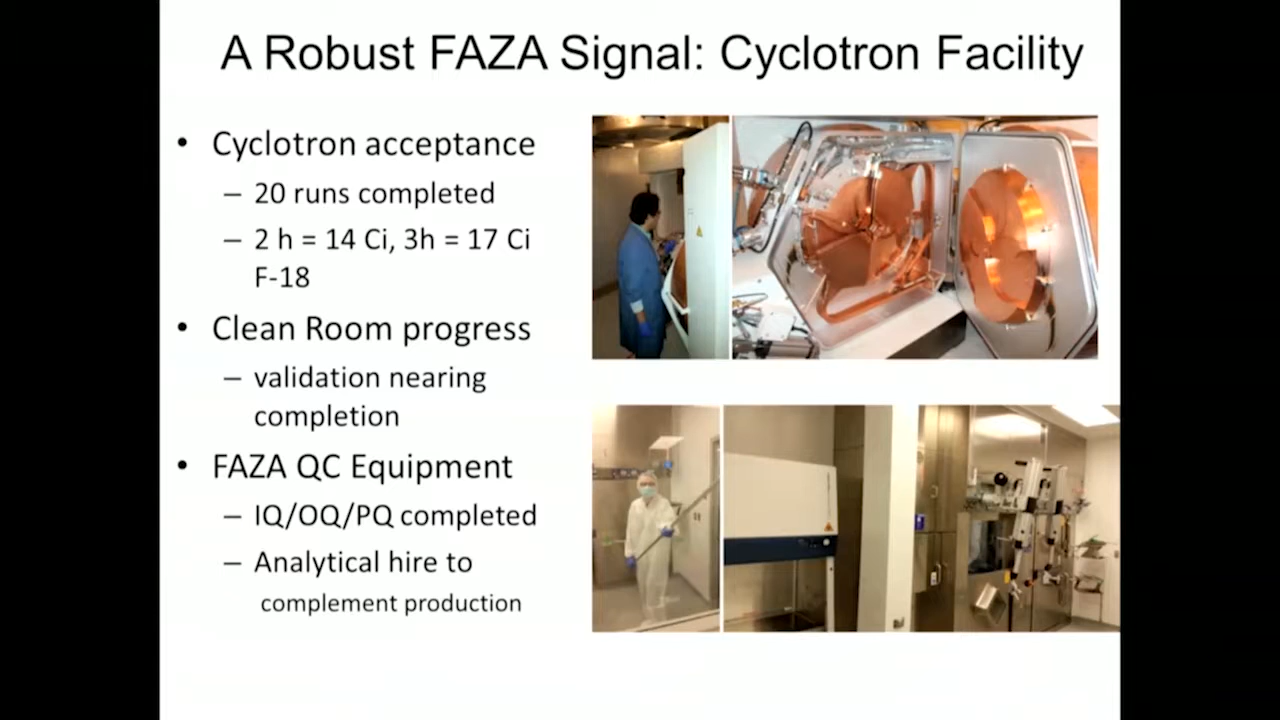 A Robust FAZA Signal: Cyclotron Facility
• Cyclotron acceptance
– 20 runs completed
– 2 h = 14 Ci, 3h = 17 Ci
F-18
• Clean Room progress
– validation nearing
completion
• FAZA QC Equipment
– IQ/OQ/PQ completed
– Analytical hire to
complement production